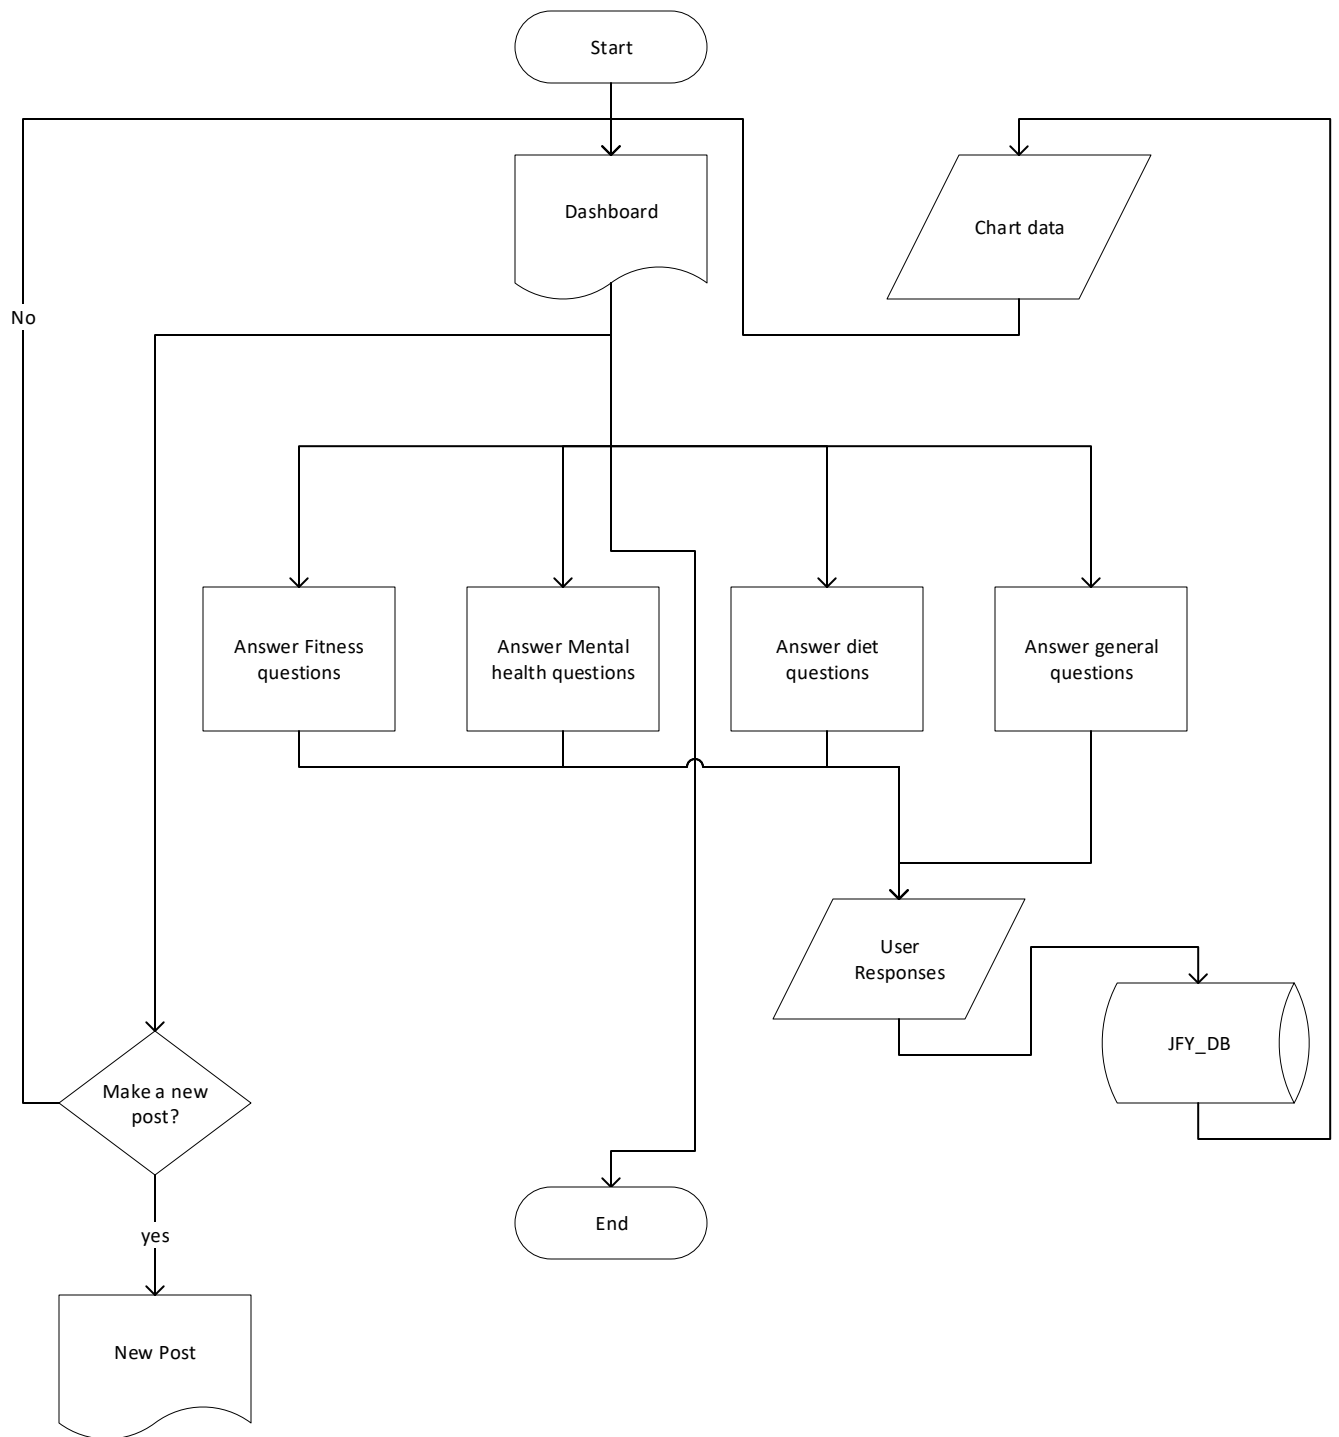 Start
Dashboard
Chart data
No
Answer Fitness
questions
Answer Mental
health questions
Answer diet
questions
Answer general
questions
User
Responses
JFY_DB
Make a new
post?
yes
End
New Post